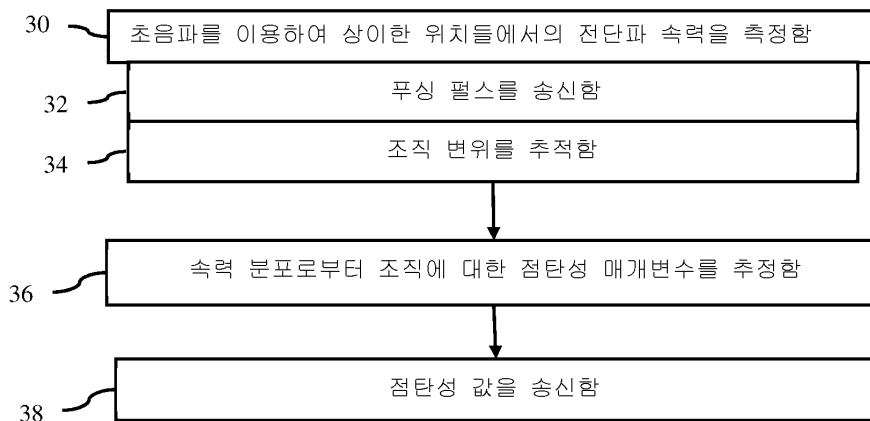 30
초음파를 이용하여 상이한 위치들에서의 전단파 속력을 측정함
32
푸싱 펄스를 송신함
34
조직 변위를 추적함
36
속력 분포로부터 조직에 대한 점탄성 매개변수를 추정함
38
점탄성 값을 송신함